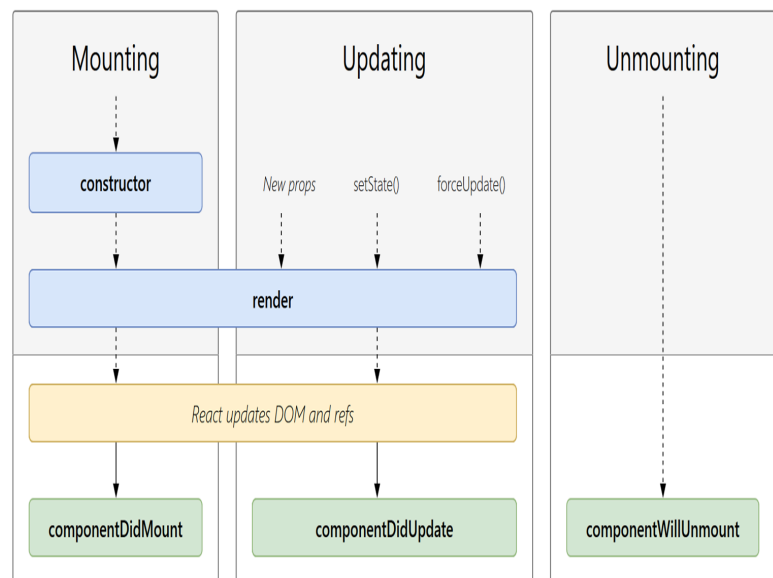 Mounting
Updating
Unmounting
constructor
New props
setState()
forceUpdate()
render
React updates DOM and refs
componentDidMount
componentDidUpdate
componentWillUnmount